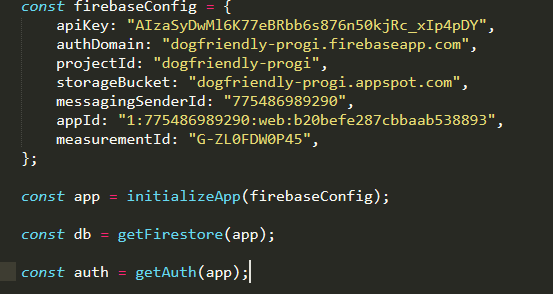 const firebaseConfig = {
apiKey: "AIzaSyDwMl6K77eBRbb6s876n50kjRc_xIp4pDY",
authDomain: "dogfriendly-progi.firebaseapp.com",
projectId: "dogfriendly-progi",
storageBucket: "dogfriendly-progi.appspot.com",
messagingSenderId: "775486989290",
appId: "1:775486989290:web:b20befe287cbbaab538893",
measurementId: "G-ZL0FDW0P45",
};
const app = initializeApp(firebaseConfig);
const db = getFirestore(app);
const auth = getAuth(app);